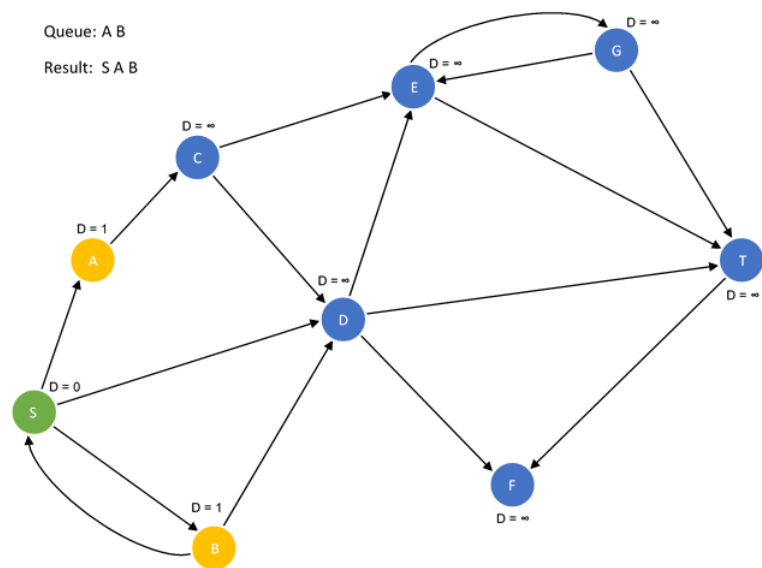 Queue: A B
Result: S A B
D = ∞
G
D = ∞
E
D = ∞
C
D = 1
A
D = ∞
D
T
D = ∞
D = 0
S
D = 1
B
F
D = ∞